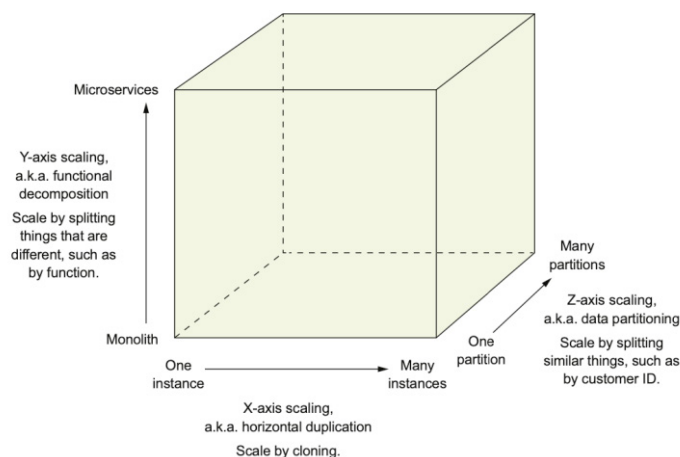 Microservices
Y-axis scaling,
a.k.a. functional
decomposition
Scale by splitting
things that are
different, such as
by function.
Monolith
One
instance
Many
instances
X-axis scaling,
a.k.a. horizontal duplication
Scale by cloning.
One
partition
Many
partitions
Z-axis scaling,
a.k.a. data partitioning
Scale by splitting
similar things, such as
by customer ID.